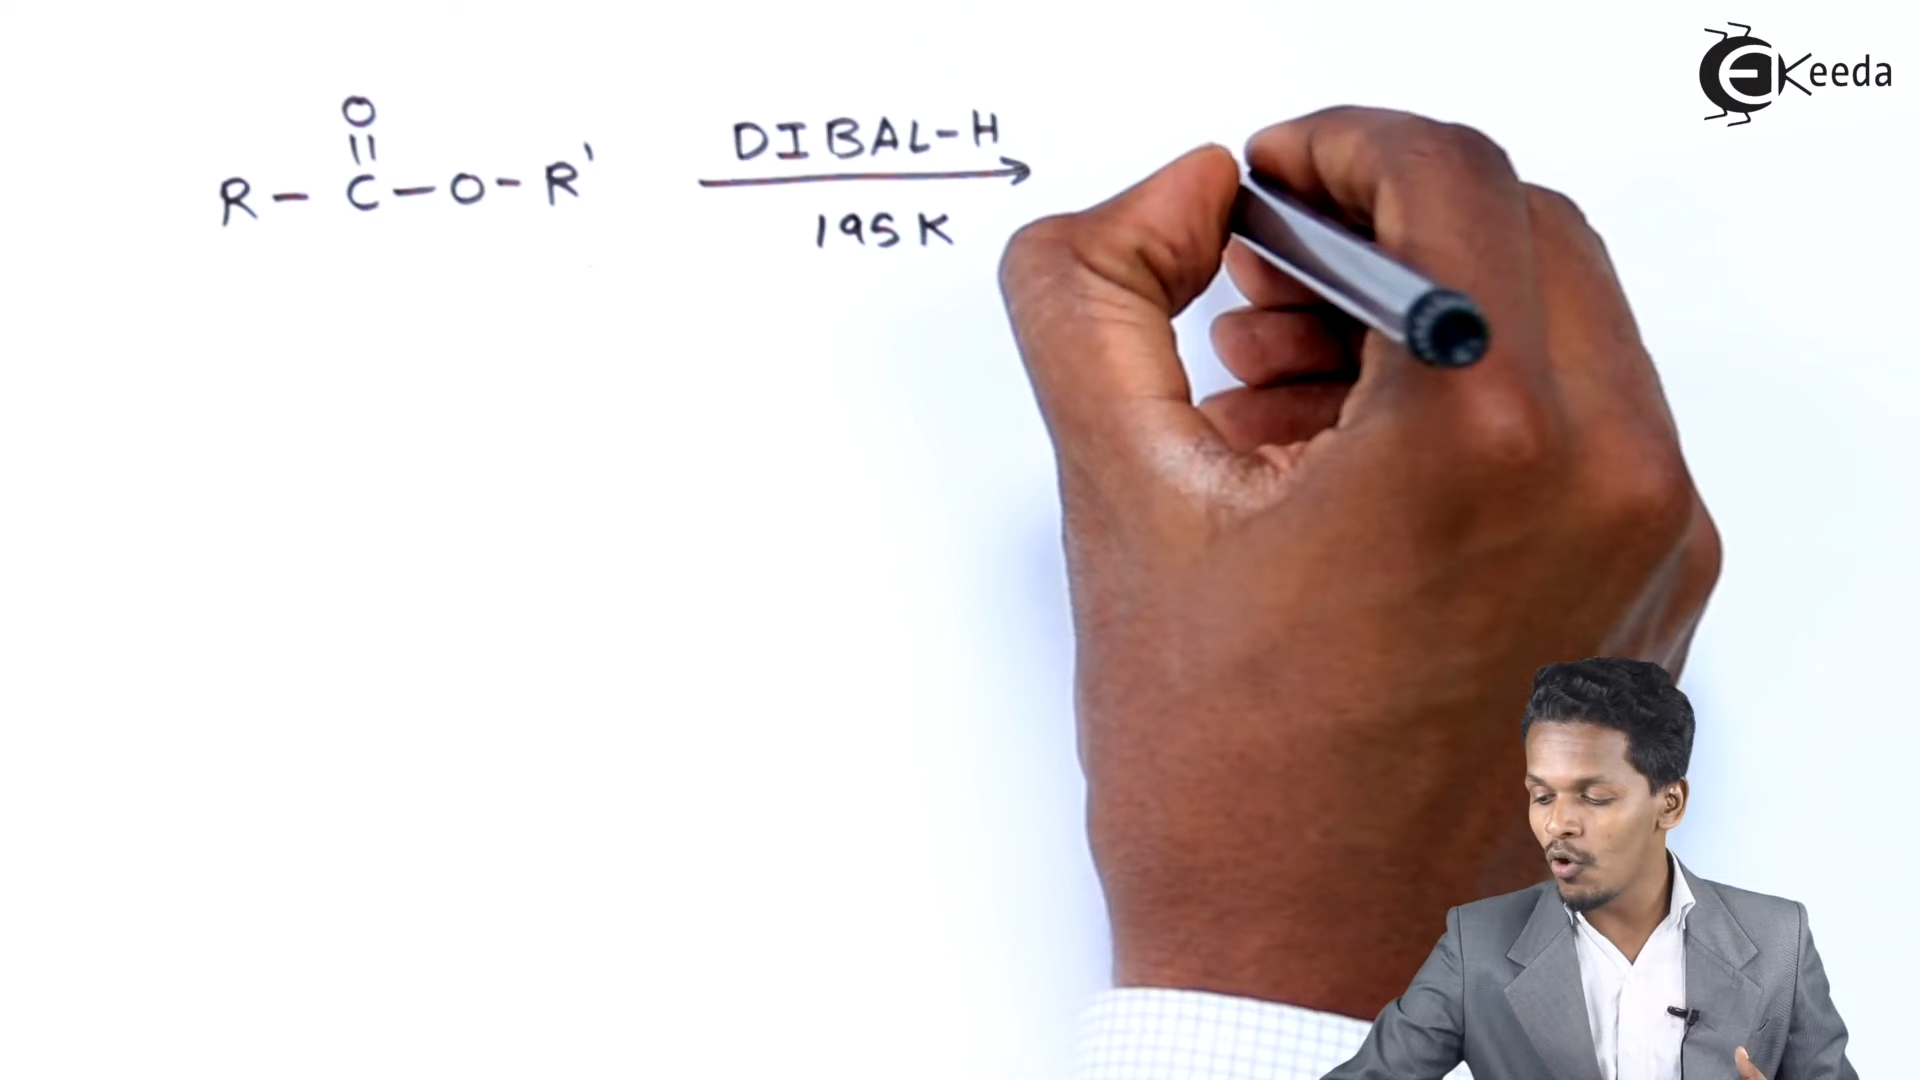 O
||
R - C - O - R'
DIBAL-H
195 K
EKeeda